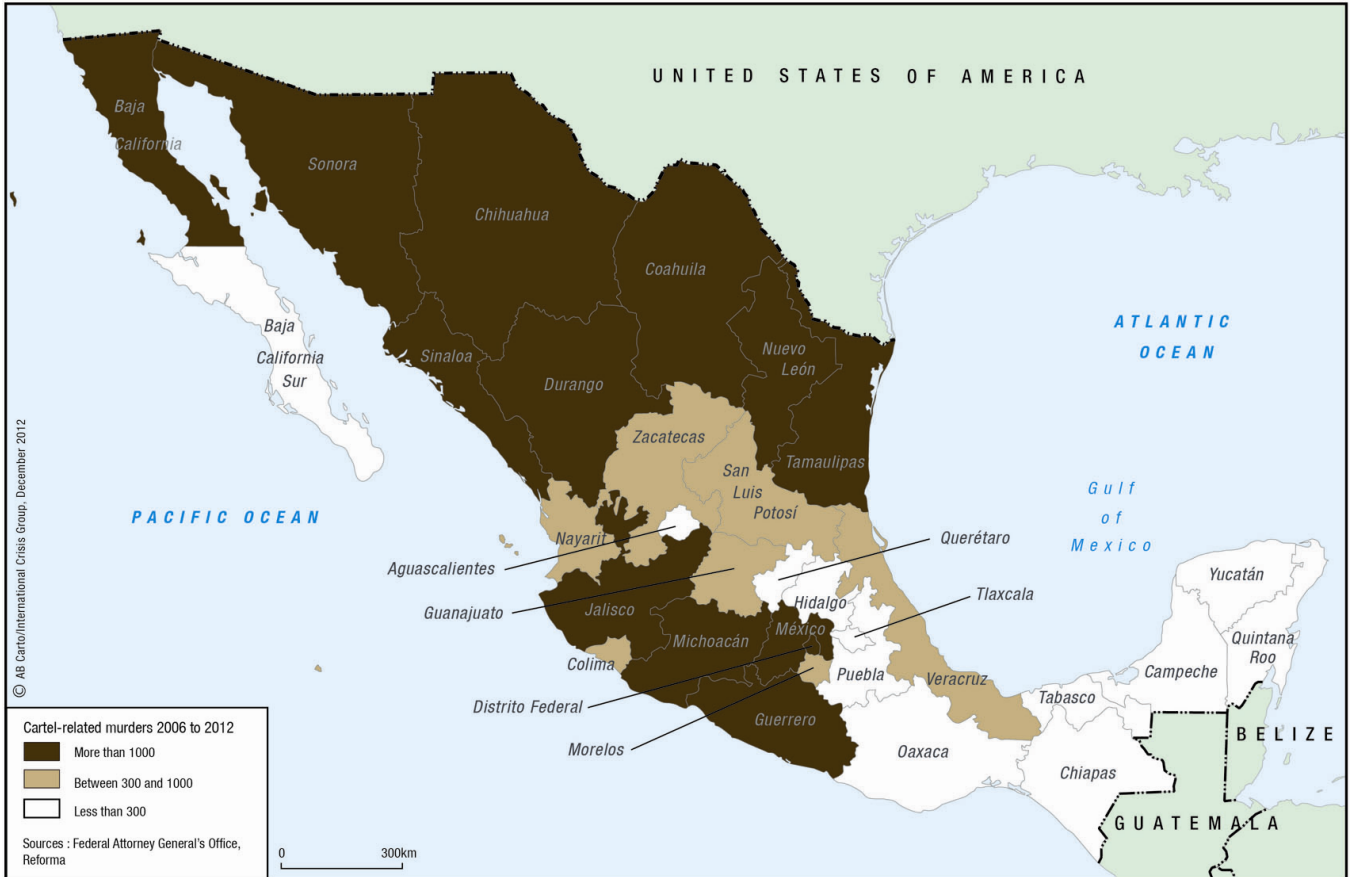 UNITED STATES OF AMERICA
Baja
California
Sonora
Chihuahua
Coahuila
Baja
California
Sur
Sinaloa
Durango
Nuevo
León
ATLANTIC
OCEAN
Zacatecas
San
Luis
Potosí
Tamaulipas
PACIFIC OCEAN
Nayarit
Gulf
of
Mexico
Aguascalientes
Querétaro
Guanajuato
Jalisco
Hidalgo
Tlaxcala
Yucatán
Michoacán
México
Colima
Puebla
Veracruz
Quintana
Roo
Campeche
Tabasco
Distrito Federal
Guerrero
Morelos
Oaxaca
Chiapas
BELIZE
GUATEMALA
© AB Carto/International Crisis Group, December 2012
Cartel-related murders 2006 to 2012
More than 1000
Between 300 and 1000
Less than 300
Sources : Federal Attorney General's Office,
Reforma
0 300km